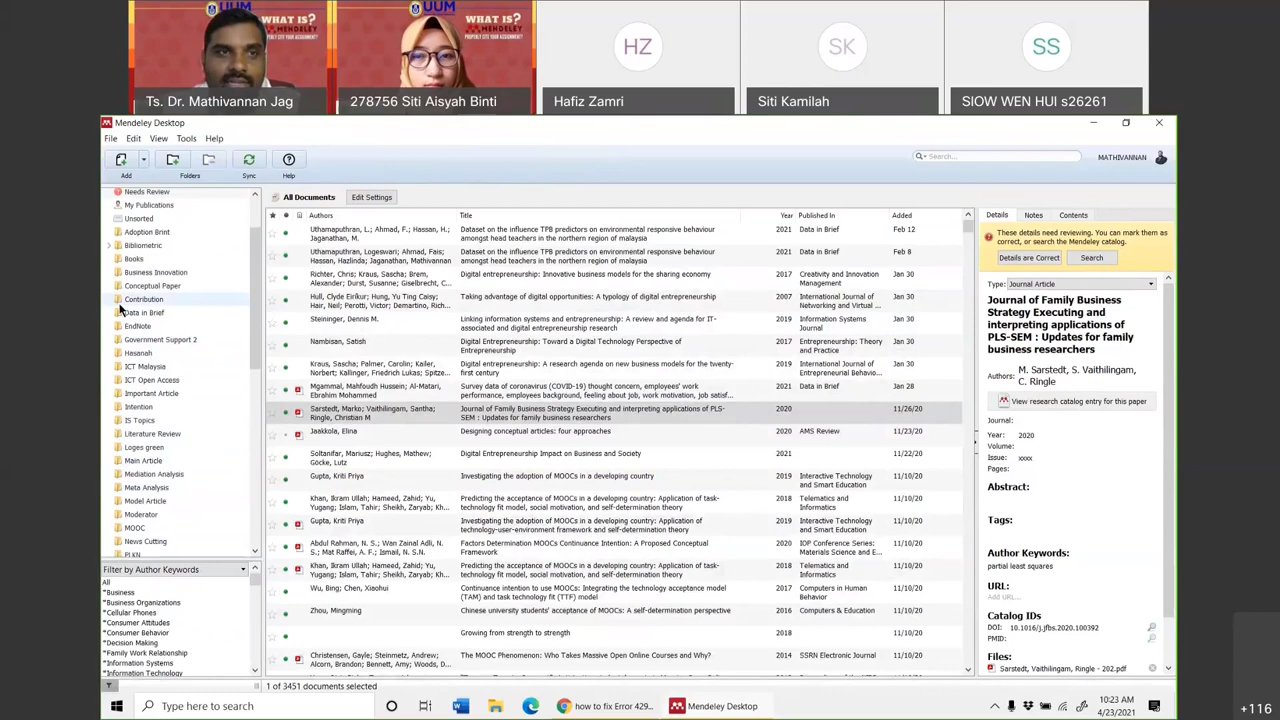 UUM
WHAT IS?
MENDELEY
PROPERLY CITE YOUR ASSIGNMENT?
UUM
WHAT IS?
MENDELEY
PROPERLY CITE YOUR ASSIGNMENT?
HZ
SK
SS
Ts. Dr. Mathivannan Jag
278756 Siti Aisyah Binti
Hafiz Zamri
Siti Kamilah
SIOW WEN HUI s26261
Mendeley Desktop
File Edit View Tools Help
Add
Folders
Sync
Help
Search...
MATHIVANNAN
Needs Review
My Publications
Unsorted
Adoption Brint
Bibliometric
Books
Business Innovation
Conceptual Paper
Contribution
Data in Brief
EndNote
Government Support 2
Hasanah
ICT Malaysia
ICT Open Access
Important Article
Intention
IS Topics
Literature Review
Loges green
Main Article
Mediation Analysis
Meta Analysis
Model Article
Moderator
MOOC
News Cutting
PLKN
Filter by Author Keywords
All
*Business
*Business Organizations
*Cellular Phones
*Consumer Attitudes
*Consumer Behavior
*Decision Making
*Family Work Relationship
*Information Systems
*Information Technology
All Documents Edit Settings
Authors Title Year Published In Added
Uthamaputhran, L.; Ahmad, F.; Hassan, H.; Dataset on the influence TPB predictors on environmental responsive behaviour 2021 Data in Brief Feb 12
Jaganathan, M. amongst head teachers in the northern region of malaysia
Uthamaputhran, Logeswari; Ahmad, Fais; Dataset on the influence TPB predictors on environmental responsive behaviour 2021 Data in Brief Feb 8
Hassan, Hazlinda; Jaganathan, Mathivannan amongst head teachers in the northern region of malaysia
Richter, Chris; Kraus, Sascha; Brem, Digital entrepreneurship: Innovative business models for the sharing economy 2017 Creativity and Innovation Jan 30
Alexander; Durst, Susanne; Giselbrecht, C... Management
Hull, Clyde Eiríkur; Hung, Yu Ting Caisy; Taking advantage of digital opportunities: A typology of digital entrepreneurship 2007 International Journal of Jan 30
Hair, Neil; Perotti, Victor; Demartino, Rich... Networking and Virtual ...
Steininger, Dennis M. Linking information systems and entrepreneurship: A review and agenda for IT- 2019 Information Systems Jan 30
associated and digital entrepreneurship research Journal
Nambisan, Satish Digital Entrepreneurship: Toward a Digital Technology Perspective of 2017 Entrepreneurship: Theory Jan 30
Entrepreneurship and Practice
Kraus, Sascha; Palmer, Carolin; Kailer, Digital entrepreneurship: A research agenda on new business models for the twenty- 2019 International Journal of Jan 30
Norbert; Kallinger, Friedrich Lukas; Spitze... first century Entrepreneurial Behavio...
Mgammal, Mahfoudh Hussein; Al-Matari, Survey data of coronavirus (COVID-19) thought concern, employees' work 2021 Data in Brief Jan 28
Ebrahim Mohammed performance, employees background, feeling about job, work motivation, job satisf...
Sarstedt, Marko; Vaithilingam, Santha; Journal of Family Business Strategy Executing and interpreting applications of PLS- 2020 11/26/20
Ringle, Christian M SEM : Updates for family business researchers
Jaakkola, Elina Designing conceptual articles: four approaches 2020 AMS Review 11/23/20
Soltanifar, Mariusz; Hughes, Mathew; Digital Entrepreneurship Impact on Business and Society 2021 11/22/20
Göcke, Lutz
Gupta, Kriti Priya Investigating the adoption of MOOCs in a developing country 2019 Interactive Technology 11/10/20
and Smart Education
Khan, Ikram Ullah; Hameed, Zahid; Yu, Predicting the acceptance of MOOCs in a developing country: Application of task- 2018 Telematics and 11/10/20
Yugang; Islam, Tahir; Sheikh, Zaryab; Kh... technology fit model, social motivation, and self-determination theory Informatics
Gupta, Kriti Priya Investigating the adoption of MOOCs in a developing country: Application of 2019 Interactive Technology 11/10/20
technology-user-environment framework and self-determination theory and Smart Education
Abdul Rahman, N. S.; Wan Zainal Adli, N. Factors Determination MOOCs Continuance Intention: A Proposed Conceptual 2020 IOP Conference Series: 11/10/20
S.; Mat Raffei, A. F.; Ismail, N. S.N. Framework Materials Science and E...
Khan, Ikram Ullah; Hameed, Zahid; Yu, Predicting the acceptance of MOOCs in a developing country: Application of task- 2018 Telematics and 11/10/20
Yugang; Islam, Tahir; Sheikh, Zaryab; Kh... technology fit model, social motivation, and self-determination theory Informatics
Wu, Bing; Chen, Xiaohui Continuance intention to use MOOCs: Integrating the technology acceptance model 2017 Computers in Human 11/10/20
(TAM) and task technology fit (TTF) model Behavior
Zhou, Mingming Chinese university students' acceptance of MOOCs: A self-determination perspective 2016 Computers & Education 11/10/20
Growing from strength to strength 2018 11/10/20
Gaychen, Sarah; Steinmetz, Andrew; The MOOC Phenomenon: Who Takes Massive Open Online Courses and Why? 2014 SSRN Electronic Journal 11/10/20
Alcorn, Brandon; Bennett, Amy; Woods, D...
1 of 3451 documents selected
Details Notes Contents
These details need reviewing. You can mark them as
correct, or search the Mendeley catalog.
Details are Correct Search
Type: Journal Article
Journal of Family Business
Strategy Executing and
interpreting applications of
PLS-SEM : Updates for family
business researchers
Authors: M. Sarstedt, S. Vaithilingam,
C. Ringle
View research catalog entry for this paper
Journal:
Year: 2020
Volume:
Issue: xxxx
Pages:
Abstract:
Tags:
Author Keywords:
partial least squares
URL:
Add URL...
Catalog IDs
DOI: 10.1016/j.jfbs.2020.100392
PMID:
Files:
Sarstedt, Vaithilingam, Ringle - 202.pdf
Type here to search
how to fix Error 429...
Mendeley Desktop
10:23 AM
4/23/2021
+116